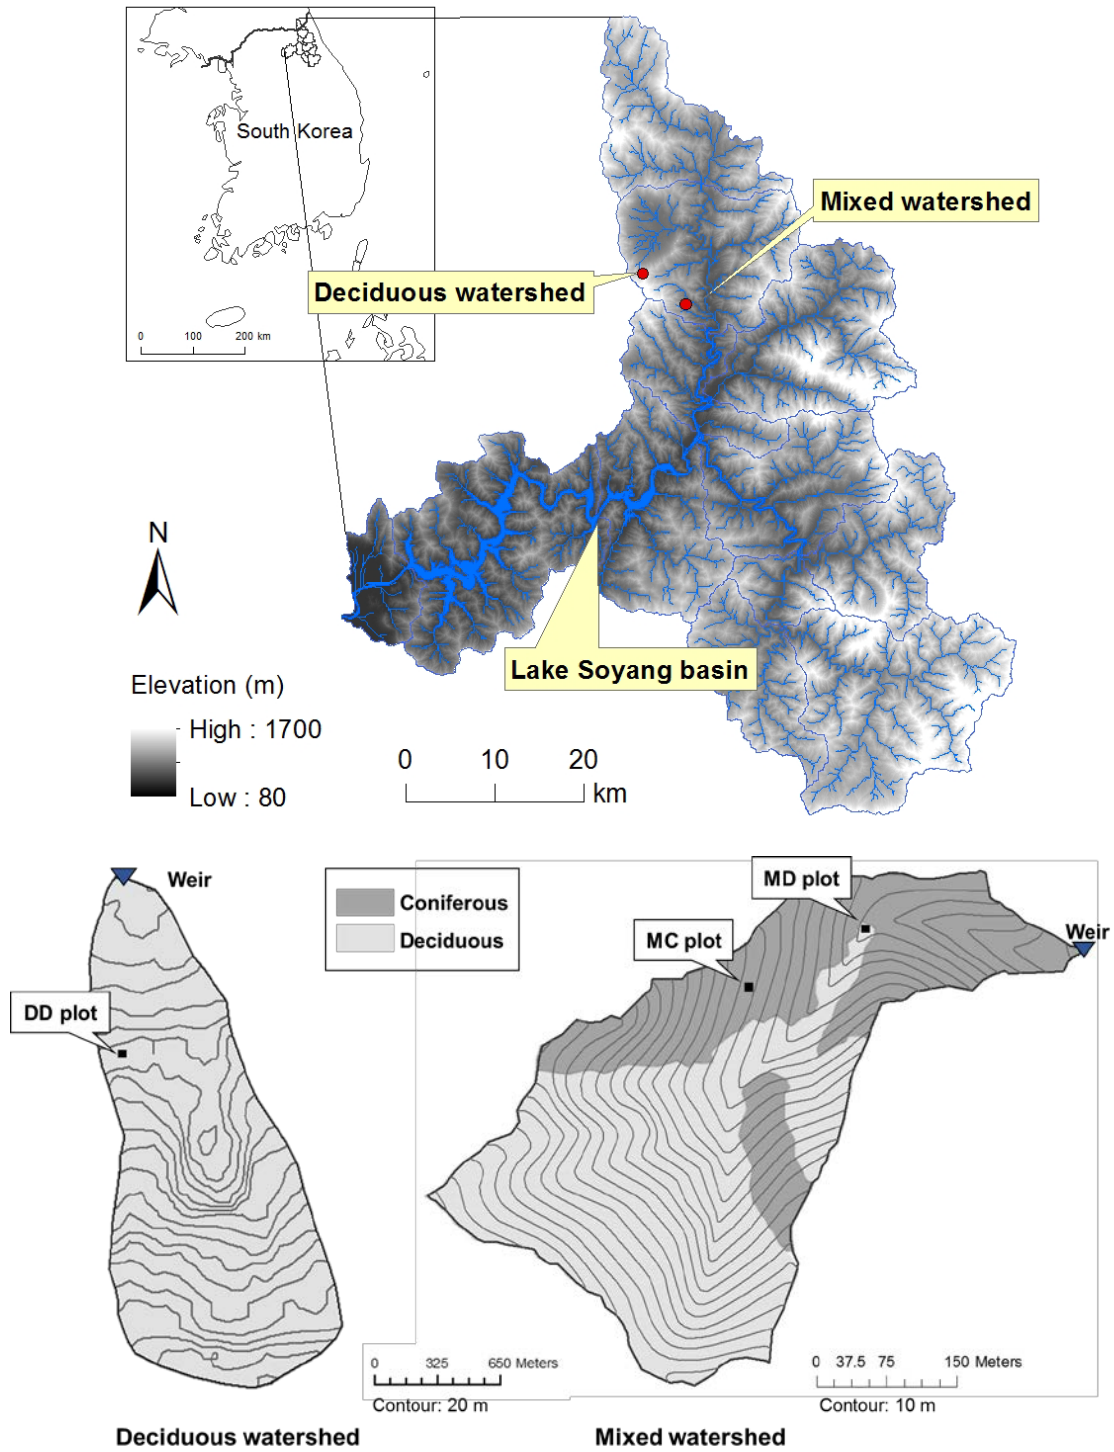 South Korea
0 100 200 km
Mixed watershed
Deciduous watershed
N
Lake Soyang basin
Elevation (m)
High : 1700
Low : 80
0 10 20
km
Weir
Coniferous
Deciduous
MD plot
MC plot
Weir
DD plot
0 325 650 Meters
Contour: 20 m
0 37.5 75 150 Meters
Contour: 10 m
Deciduous watershed
Mixed watershed